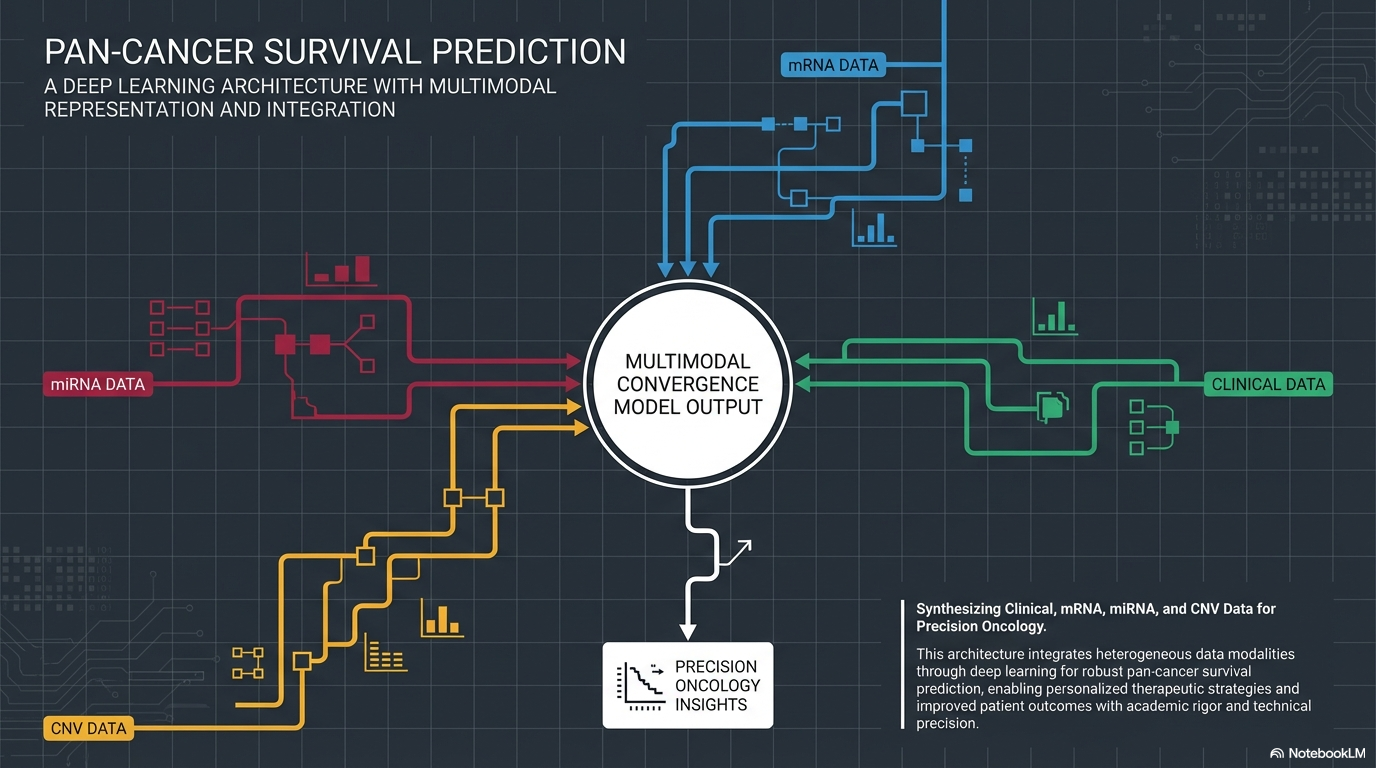 PAN-CANCER SURVIVAL PREDICTION
A DEEP LEARNING ARCHITECTURE WITH MULTIMODAL
REPRESENTATION AND INTEGRATION
mRNA DATA
miRNA DATA
MULTIMODAL
CONVERGENCE
MODEL OUTPUT
CLINICAL DATA
CNV DATA
PRECISION
ONCOLOGY
INSIGHTS
Synthesizing Clinical, mRNA, miRNA, and CNV Data for
Precision Oncology.
This architecture integrates heterogeneous data modalities
through deep learning for robust pan-cancer survival
prediction, enabling personalized therapeutic strategies and
improved patient outcomes with academic rigor and technical
precision.
NotebookLM